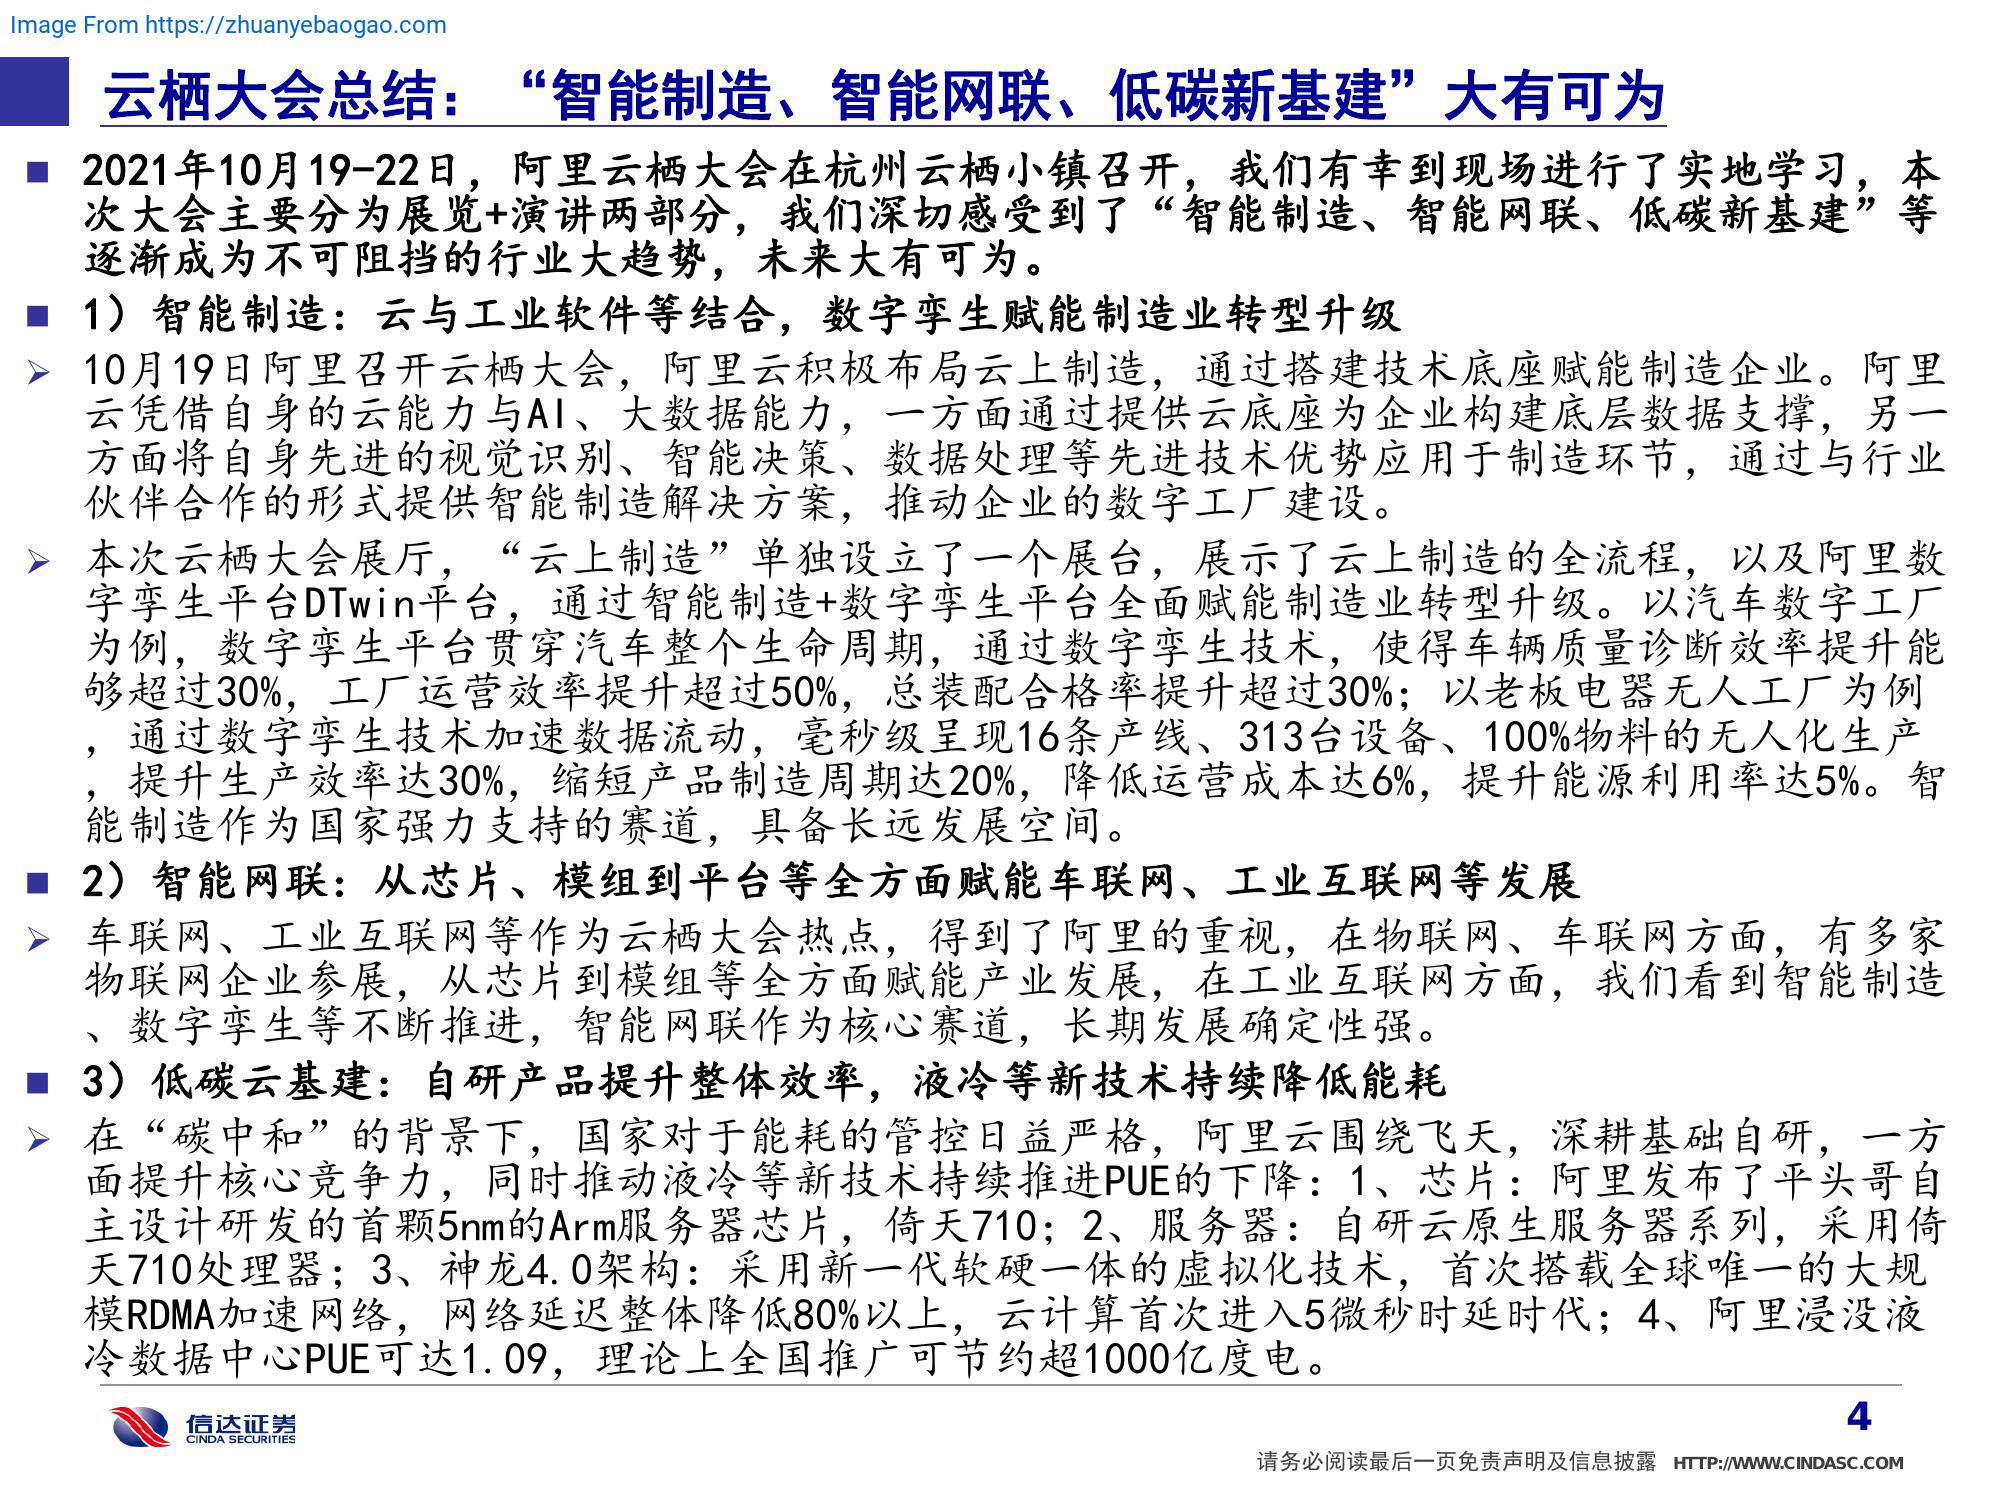 Image From https://zhuanyebaogao.com
云栖大会总结：“智能制造、智能网联、低碳新基建”大有可为
■ 2021年10月19-22日，阿里云栖大会在杭州云栖小镇召开，我们有幸到现场进行了实地学习，本
次大会主要分为展览+演讲两部分，我们深切感受到了“智能制造、智能网联、低碳新基建”等
逐渐成为不可阻挡的行业大趋势，未来大有可为。
■ 1）智能制造：云与工业软件等结合，数字孪生赋能制造业转型升级
➢ 10月19日阿里召开云栖大会，阿里云积极布局云上制造，通过搭建技术底座赋能制造企业。阿里
云凭借自身的云能力与AI、大数据能力，一方面通过提供云底座为企业构建底层数据支撑，另一
方面将自身先进的视觉识别、智能决策、数据处理等先进技术优势应用于制造环节，通过与行业
伙伴合作的形式提供智能制造解决方案，推动企业的数字工厂建设。
➢ 本次云栖大会展厅，“云上制造”单独设立了一个展台，展示了云上制造的全流程，以及阿里数
字孪生平台DTwin平台，通过智能制造+数字孪生平台全面赋能制造业转型升级。以汽车数字工厂
为例，数字孪生平台贯穿汽车整个生命周期，通过数字孪生技术，使得车辆质量诊断效率提升能
够超过30%，工厂运营效率提升超过50%，总装配合格率提升超过30%；以老板电器无人工厂为例
，通过数字孪生技术加速数据流动，毫秒级呈现16条产线、313台设备、100%物料的无人化生产
，提升生产效率达30%，缩短产品制造周期达20%，降低运营成本达6%，提升能源利用率达5%。智
能制造作为国家强力支持的赛道，具备长远发展空间。
■ 2）智能网联：从芯片、模组到平台等全方面赋能车联网、工业互联网等发展
➢ 车联网、工业互联网等作为云栖大会热点，得到了阿里的重视，在物联网、车联网方面，有多家
物联网企业参展，从芯片到模组等全方面赋能产业发展，在工业互联网方面，我们看到智能制造
、数字孪生等不断推进，智能网联作为核心赛道，长期发展确定性强。
■ 3）低碳云基建：自研产品提升整体效率，液冷等新技术持续降低能耗
➢ 在“碳中和”的背景下，国家对于能耗的管控日益严格，阿里云围绕飞天，深耕基础自研，一方
面提升核心竞争力，同时推动液冷等新技术持续推进PUE的下降：1、芯片：阿里发布了平头哥自
主设计研发的首颗5nm的Arm服务器芯片，倚天710；2、服务器：自研云原生服务器系列，采用倚
天710处理器；3、神龙4.0架构：采用新一代软硬一体的虚拟化技术，首次搭载全球唯一的大规
模RDMA加速网络，网络延迟整体降低80%以上，云计算首次进入5微秒时延时代；4、阿里浸没液
冷数据中心PUE可达1.09，理论上全国推广可节约超1000亿度电。
信达证券
CINDA SECURITIES
4
请务必阅读最后一页免责声明及信息披露 HTTP://WWW.CINDASC.COM